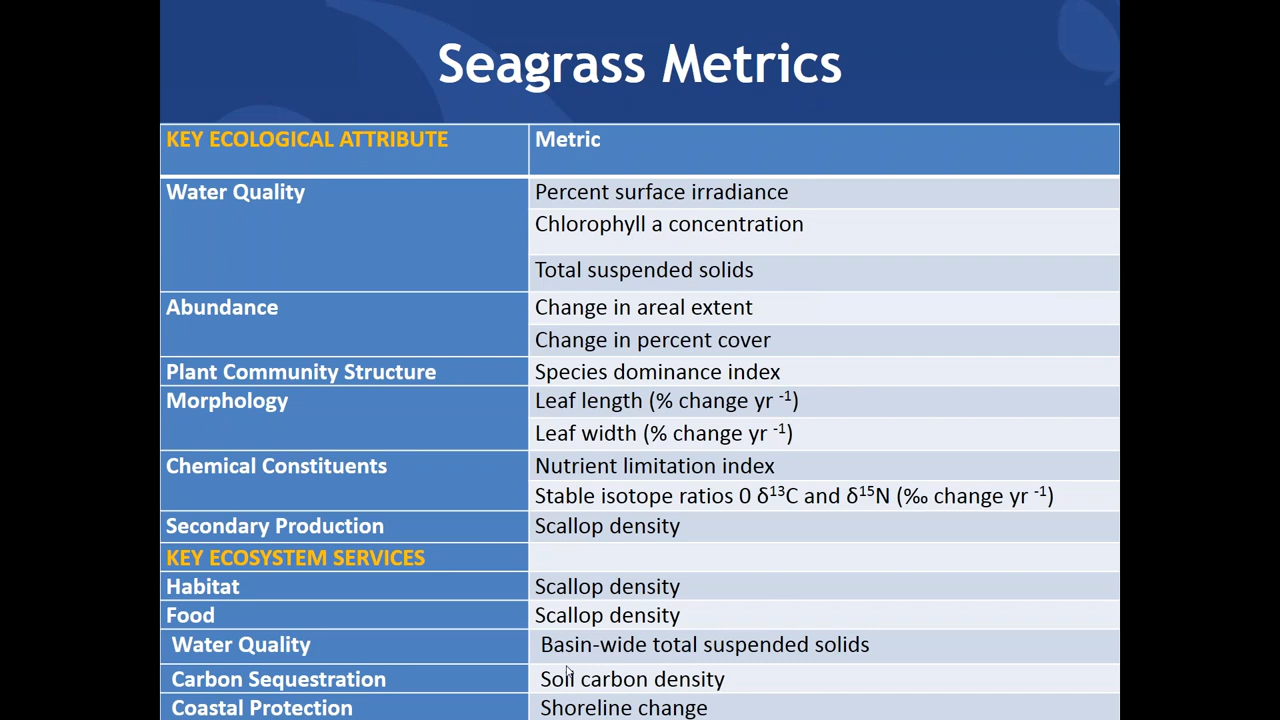 Seagrass Metrics
KEY ECOLOGICAL ATTRIBUTE Metric
Water Quality Percent surface irradiance
Chlorophyll a concentration
Total suspended solids
Abundance Change in areal extent
Change in percent cover
Plant Community Structure Species dominance index
Morphology Leaf length (% change yr ⁻¹)
Leaf width (% change yr ⁻¹)
Chemical Constituents Nutrient limitation index
Stable isotope ratios 0 δ¹³C and δ¹⁵N (‰ change yr ⁻¹)
Secondary Production Scallop density
KEY ECOSYSTEM SERVICES
Habitat Scallop density
Food Scallop density
Water Quality Basin-wide total suspended solids
Carbon Sequestration Soil carbon density
Coastal Protection Shoreline change